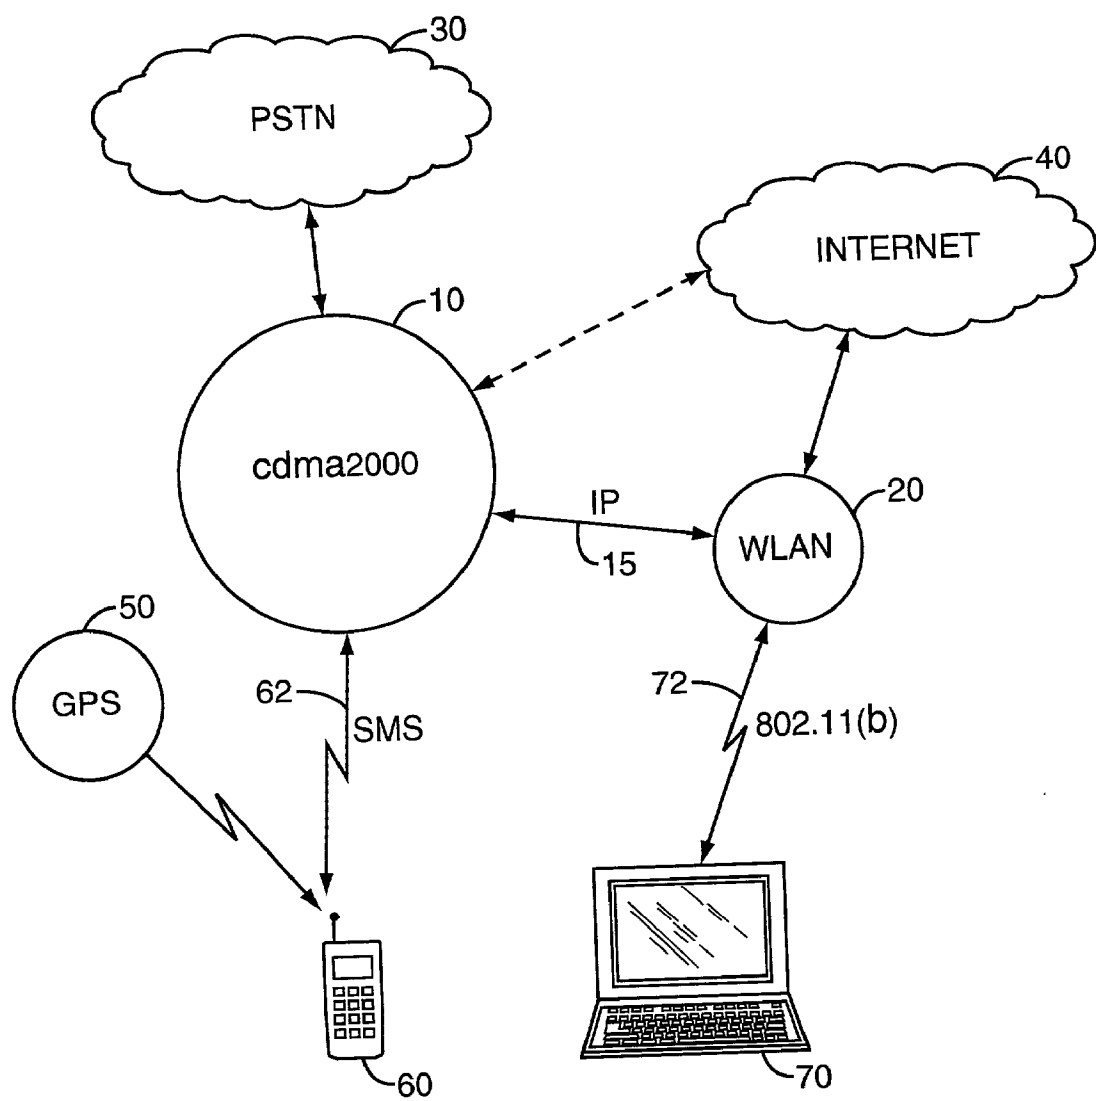 30
PSTN
40
INTERNET
10
cdma2000
IP
20
15
WLAN
50
GPS
62
SMS
72
802.11(b)
60
70